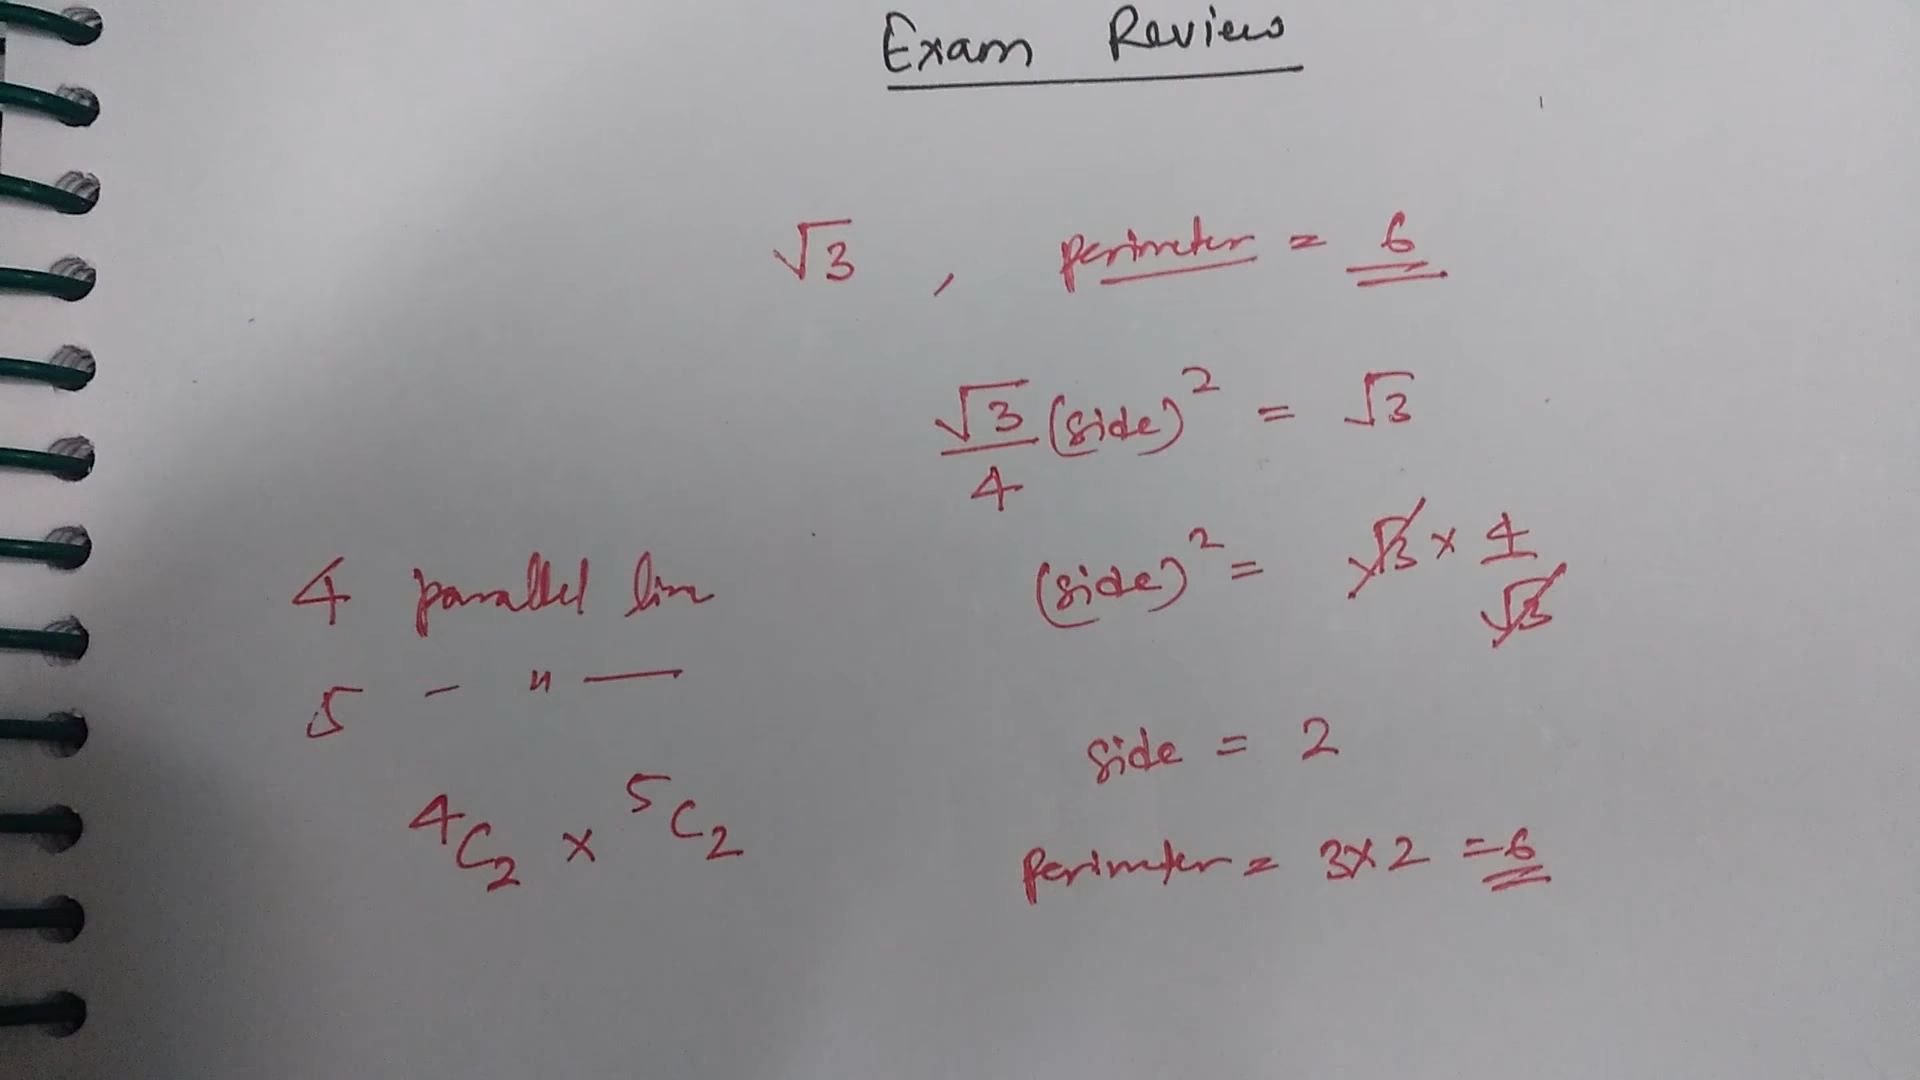 Exam Review
√3 , perimeter = 6
√3/4 (side)² = √3
(side)² = √3 × 4/√3
side = 2
perimeter = 3×2 = 6
4 parallel line
5 - " —
⁴C₂ × ⁵C₂